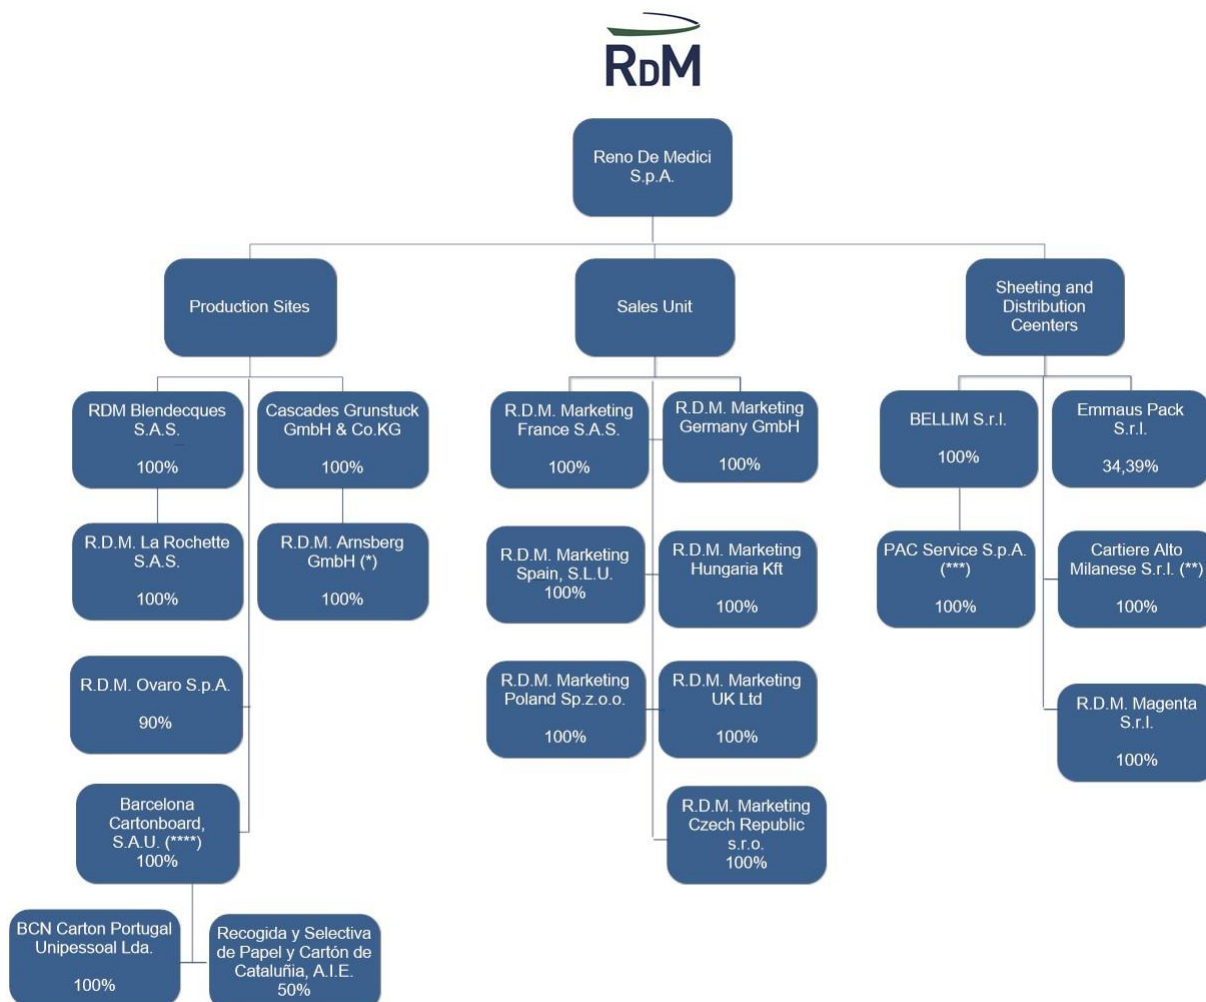 RDM
Reno De Medici
S.p.A.
Production Sites
Sales Unit
Sheeting and
Distribution
Ceenters
RDM Blendecques
S.A.S.
100%
Cascades Grunstuck
GmbH & Co.KG
100%
R.D.M. Marketing
France S.A.S.
100%
R.D.M. Marketing
Germany GmbH
100%
BELLIM S.r.l.
100%
Emmaus Pack
S.r.l.
34,39%
R.D.M. La Rochette
S.A.S.
100%
R.D.M. Arnsberg
GmbH (*)
100%
R.D.M. Marketing
Spain, S.L.U.
100%
R.D.M. Marketing
Hungaria Kft
100%
PAC Service S.p.A.
(***)
100%
Cartiere Alto
Milanese S.r.l. (**)
100%
R.D.M. Ovaro S.p.A.
90%
R.D.M. Marketing
Poland Sp.z.o.o.
100%
R.D.M. Marketing
UK Ltd
100%
R.D.M. Magenta
S.r.l.
100%
Barcelona
Cartonboard,
S.A.U. (****)
100%
R.D.M. Marketing
Czech Republic
s.r.o.
100%
BCN Carton Portugal
Unipessoal Lda.
100%
Recogida y Selectiva
de Papel y Cartón de
Cataluñia, A.I.E.
50%